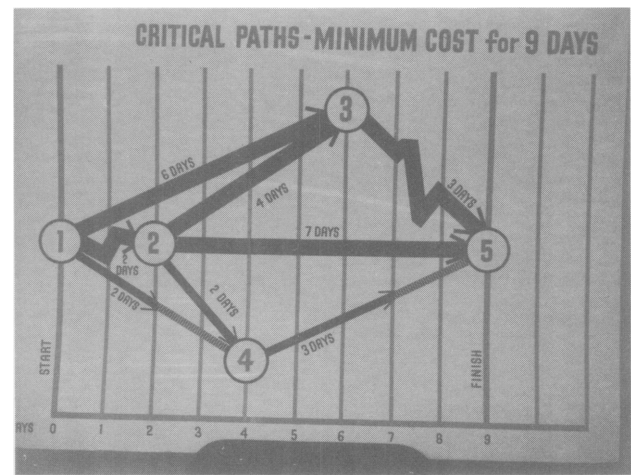 CRITICAL PATHS - MINIMUM COST for 9 DAYS
3
6 DAYS
4 DAYS
3 DAYS
1
2
7 DAYS
5
2
DAYS
2 DAYS
2 DAYS
3 DAYS
4
START
FINISH
AYS 0 1 2 3 4 5 6 7 8 9